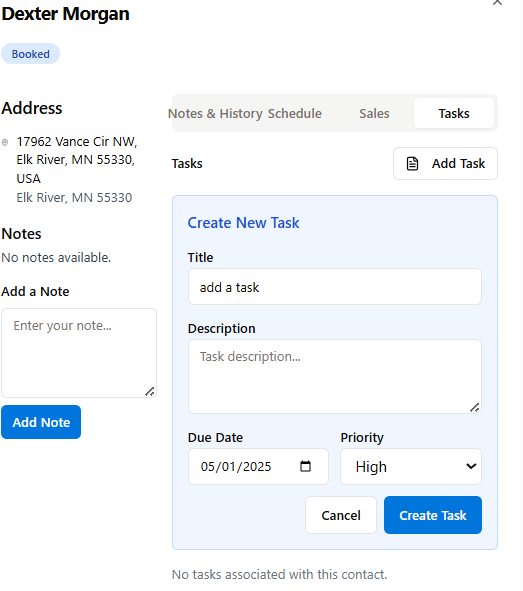 Dexter Morgan
Booked
Address
17962 Vance Cir NW,
Elk River, MN 55330,
USA
Elk River, MN 55330
Notes
No notes available.
Add a Note
Enter your note...
Add Note
Notes & History Schedule Sales Tasks
Tasks
Add Task
Create New Task
Title
add a task
Description
Task description...
Due Date Priority
05/01/2025 High
Cancel Create Task
No tasks associated with this contact.